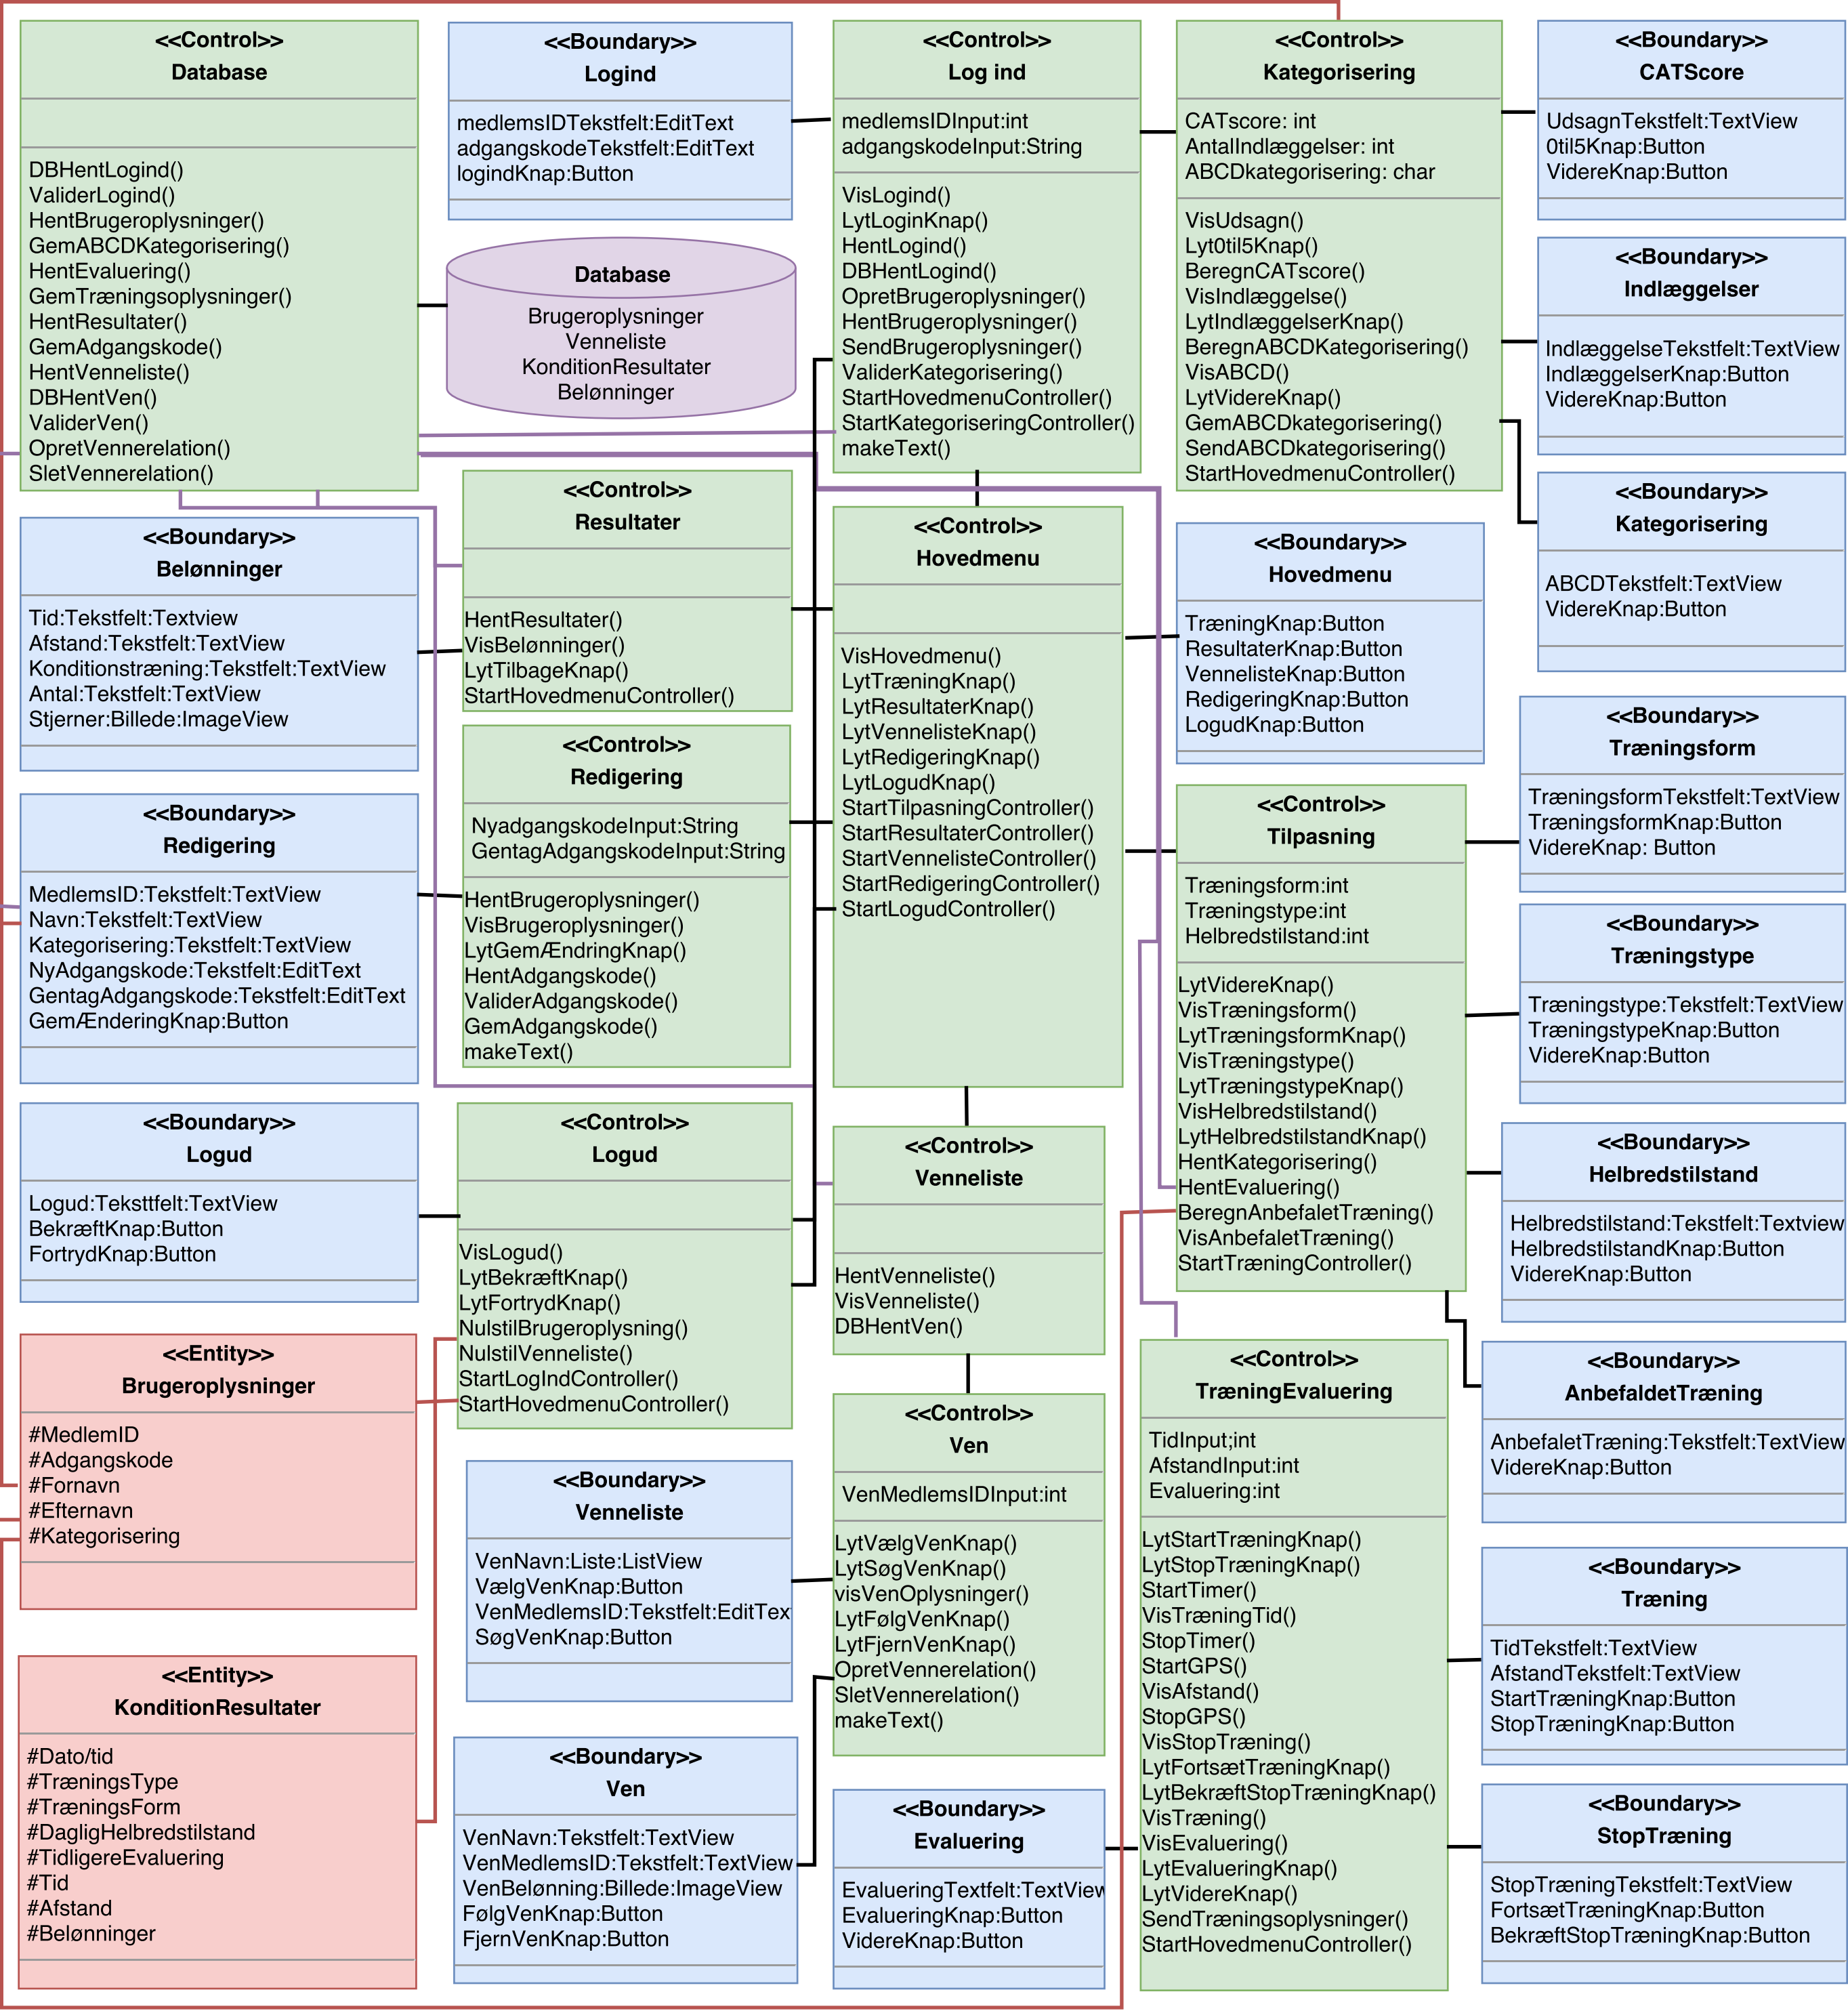 <<Control>>
Database
DBHentLogind()
ValiderLogind()
HentBrugeroplysninger()
GemABCDKategorisering()
HentEvaluering()
GemTræningsoplysninger()
HentResultater()
GemAdgangskode()
HentVenneliste()
DBHentVen()
ValiderVen()
OpretVennerelation()
SletVennerelation()
<<Boundary>>
Logind
medlemsIDTekstfelt:EditText
adgangskodeTekstfelt:EditText
logindKnap:Button
Database
Brugeroplysninger
Venneliste
KonditionResultater
Belønninger
<<Control>>
Log ind
medlemsIDInput:int
adgangskodeInput:String
VisLogind()
LytLoginKnap()
HentLogind()
DBHentLogind()
OpretBrugeroplysninger()
HentBrugeroplysninger()
SendBrugeroplysninger()
ValiderKategorisering()
StartHovedmenuController()
StartKategoriseringController()
makeText()
<<Control>>
Kategorisering
CATscore: int
AntalIndlæggelser: int
ABCDkategorisering: char
VisUdsagn()
Lyt0til5Knap()
BeregnCATscore()
VisIndlæggelse()
LytIndlæggelserKnap()
BeregnABCDKategorisering()
VisABCD()
LytVidereKnap()
GemABCDkategorisering()
SendABCDkategorisering()
StartHovedmenuController()
<<Boundary>>
CATScore
UdsagnTekstfelt:TextView
0til5Knap:Button
VidereKnap:Button
<<Boundary>>
Indlæggelser
IndlæggelseTekstfelt:TextView
IndlæggelserKnap:Button
VidereKnap:Button
<<Boundary>>
Kategorisering
ABCDTekstfelt:TextView
VidereKnap:Button
<<Boundary>>
Belønninger
Tid:Tekstfelt:Textview
Afstand:Tekstfelt:TextView
Konditionstræning:Tekstfelt:TextView
Antal:Tekstfelt:TextView
Stjerner:Billede:ImageView
<<Control>>
Resultater
HentResultater()
VisBelønninger()
LytTilbageKnap()
StartHovedmenuController()
<<Control>>
Hovedmenu
VisHovedmenu()
LytTræningKnap()
LytResultaterKnap()
LytVennelisteKnap()
LytRedigeringKnap()
LytLogudKnap()
StartTilpasningController()
StartResultaterController()
StartVennelisteController()
StartRedigeringController()
StartLogudController()
<<Boundary>>
Hovedmenu
TræningKnap:Button
ResultaterKnap:Button
VennelisteKnap:Button
RedigeringKnap:Button
LogudKnap:Button
<<Boundary>>
Redigering
MedlemsID:Tekstfelt:TextView
Navn:Tekstfelt:TextView
Kategorisering:Tekstfelt:TextView
NyAdgangskode:Tekstfelt:EditText
GentagAdgangskode:Tekstfelt:EditText
GemÆnderingKnap:Button
<<Control>>
Redigering
NyadgangskodeInput:String
GentagAdgangskodeInput:String
HentBrugeroplysninger()
VisBrugeroplysninger()
LytGemÆndringKnap()
HentAdgangskode()
ValiderAdgangskode()
GemAdgangskode()
makeText()
<<Control>>
Tilpasning
Træningsform:int
Træningstype:int
Helbredstilstand:int
LytVidereKnap()
VisTræningsform()
LytTræningsformKnap()
VisTræningstype()
LytTræningstypeKnap()
VisHelbredstilstand()
LytHelbredstilstandKnap()
HentKategorisering()
HentEvaluering()
BeregnAnbefaletTræning()
VisAnbefaletTræning()
StartTræningController()
<<Boundary>>
Træningsform
TræningsformTekstfelt:TextView
TræningsformKnap:Button
VidereKnap: Button
<<Boundary>>
Træningstype
Træningstype:Tekstfelt:TextView
TræningstypeKnap:Button
VidereKnap:Button
<<Boundary>>
Helbredstilstand
Helbredstilstand:Tekstfelt:Textview
HelbredstilstandKnap:Button
VidereKnap:Button
<<Boundary>>
Logud
Logud:Teksttfelt:TextView
BekræftKnap:Button
FortrydKnap:Button
<<Control>>
Logud
VisLogud()
LytBekræftKnap()
LytFortrydKnap()
NulstilBrugeroplysning()
NulstilVenneliste()
StartLogIndController()
StartHovedmenuController()
<<Control>>
Venneliste
HentVenneliste()
VisVenneliste()
DBHentVen()
<<Entity>>
Brugeroplysninger
#MedlemID
#Adgangskode
#Fornavn
#Efternavn
#Kategorisering
<<Boundary>>
Venneliste
VenNavn:Liste:ListView
VælgVenKnap:Button
VenMedlemsID:Tekstfelt:EditTex
SøgVenKnap:Button
<<Control>>
Ven
VenMedlemsIDInput:int
LytVælgVenKnap()
LytSøgVenKnap()
visVenOplysninger()
LytFølgVenKnap()
LytFjernVenKnap()
OpretVennerelation()
SletVennerelation()
makeText()
<<Control>>
TræningEvaluering
TidInput;int
AfstandInput:int
Evaluering:int
LytStartTræningKnap()
LytStopTræningKnap()
StartTimer()
VisTræningTid()
StopTimer()
StartGPS()
VisAfstand()
StopGPS()
VisStopTræning()
LytFortsætTræningKnap()
LytBekræftStopTræningKnap()
VisTræning()
VisEvaluering()
LytEvalueringKnap()
LytVidereKnap()
SendTræningsoplysninger()
StartHovedmenuController()
<<Boundary>>
AnbefaldetTræning
AnbefaletTræning:Tekstfelt:TextView
VidereKnap:Button
<<Boundary>>
Træning
TidTekstfelt:TextView
AfstandTekstfelt:TextView
StartTræningKnap:Button
StopTræningKnap:Button
<<Entity>>
KonditionResultater
#Dato/tid
#TræningsType
#TræningsForm
#DagligHelbredstilstand
#TidligereEvaluering
#Tid
#Afstand
#Belønninger
<<Boundary>>
Ven
VenNavn:Tekstfelt:TextView
VenMedlemsID:Tekstfelt:TextView
VenBelønning:Billede:ImageView
FølgVenKnap:Button
FjernVenKnap:Button
<<Boundary>>
Evaluering
EvalueringTextfelt:TextView
EvalueringKnap:Button
VidereKnap:Button
<<Boundary>>
StopTræning
StopTræningTekstfelt:TextView
FortsætTræningKnap:Button
BekræftStopTræningKnap:Button